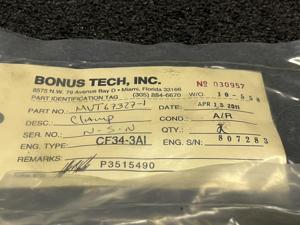 BONUS TECH, INC.
8575 N.W. 79 Avenue Bay D • Miami, Florida 33166
(305) 884-6670
Nº 030957
PART IDENTIFICATION TAG
W/O. 10-558
PART NO. MVT67327-1
DATE: APR 13 2011
DESC: Clamp
COND: A/R
SER NO. N-S-N
QTY.
ENG. TYPE: CF34-3A1
ENG. S/N: 807283
REMARKS: P3515490